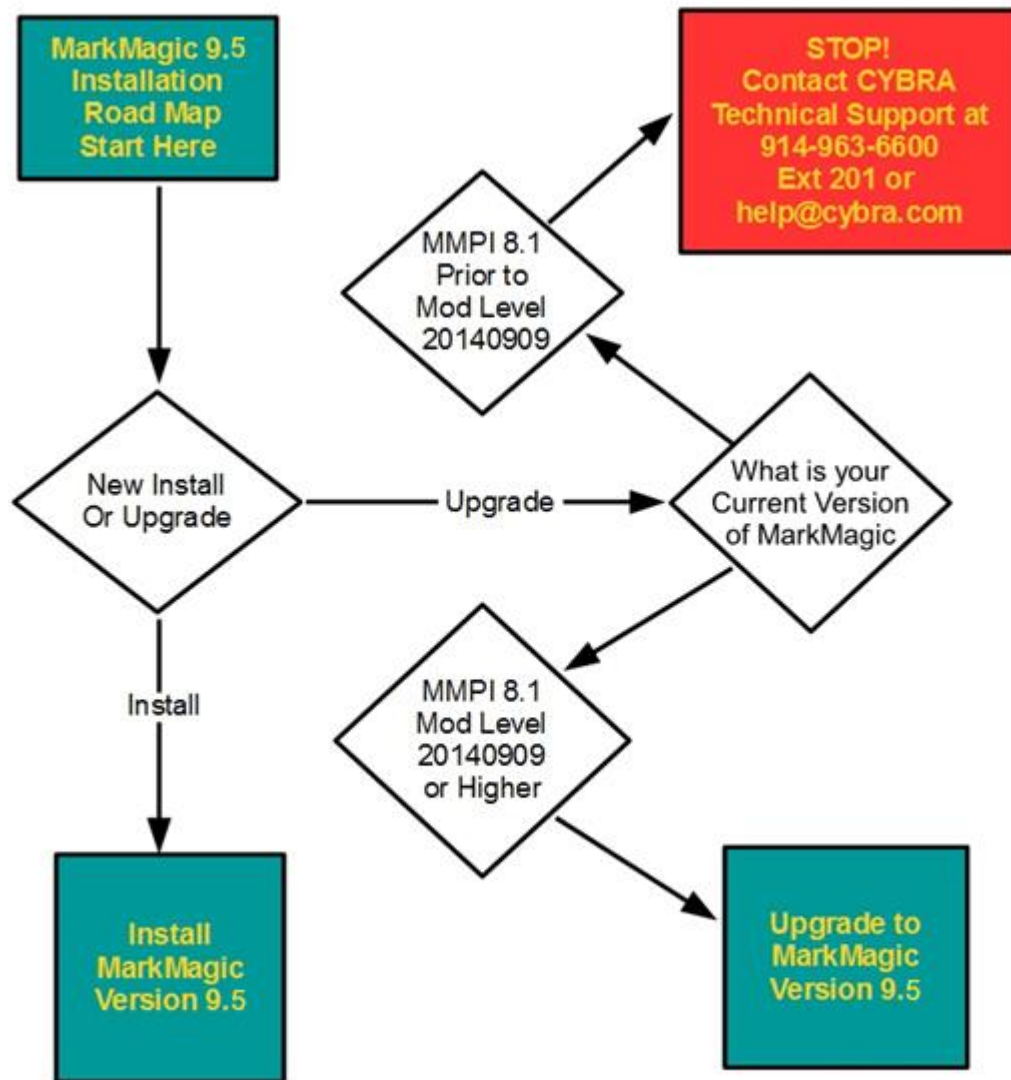 MarkMagic 9.5
Installation
Road Map
Start Here
STOP!
Contact CYBRA
Technical Support at
914-963-6600
Ext 201 or
help@cybra.com
MMPI 8.1
Prior to
Mod Level
20140909
New Install
Or Upgrade
Upgrade
What is your
Current Version
of MarkMagic
Install
MMPI 8.1
Mod Level
20140909
or Higher
Install
MarkMagic
Version 9.5
Upgrade to
MarkMagic
Version 9.5